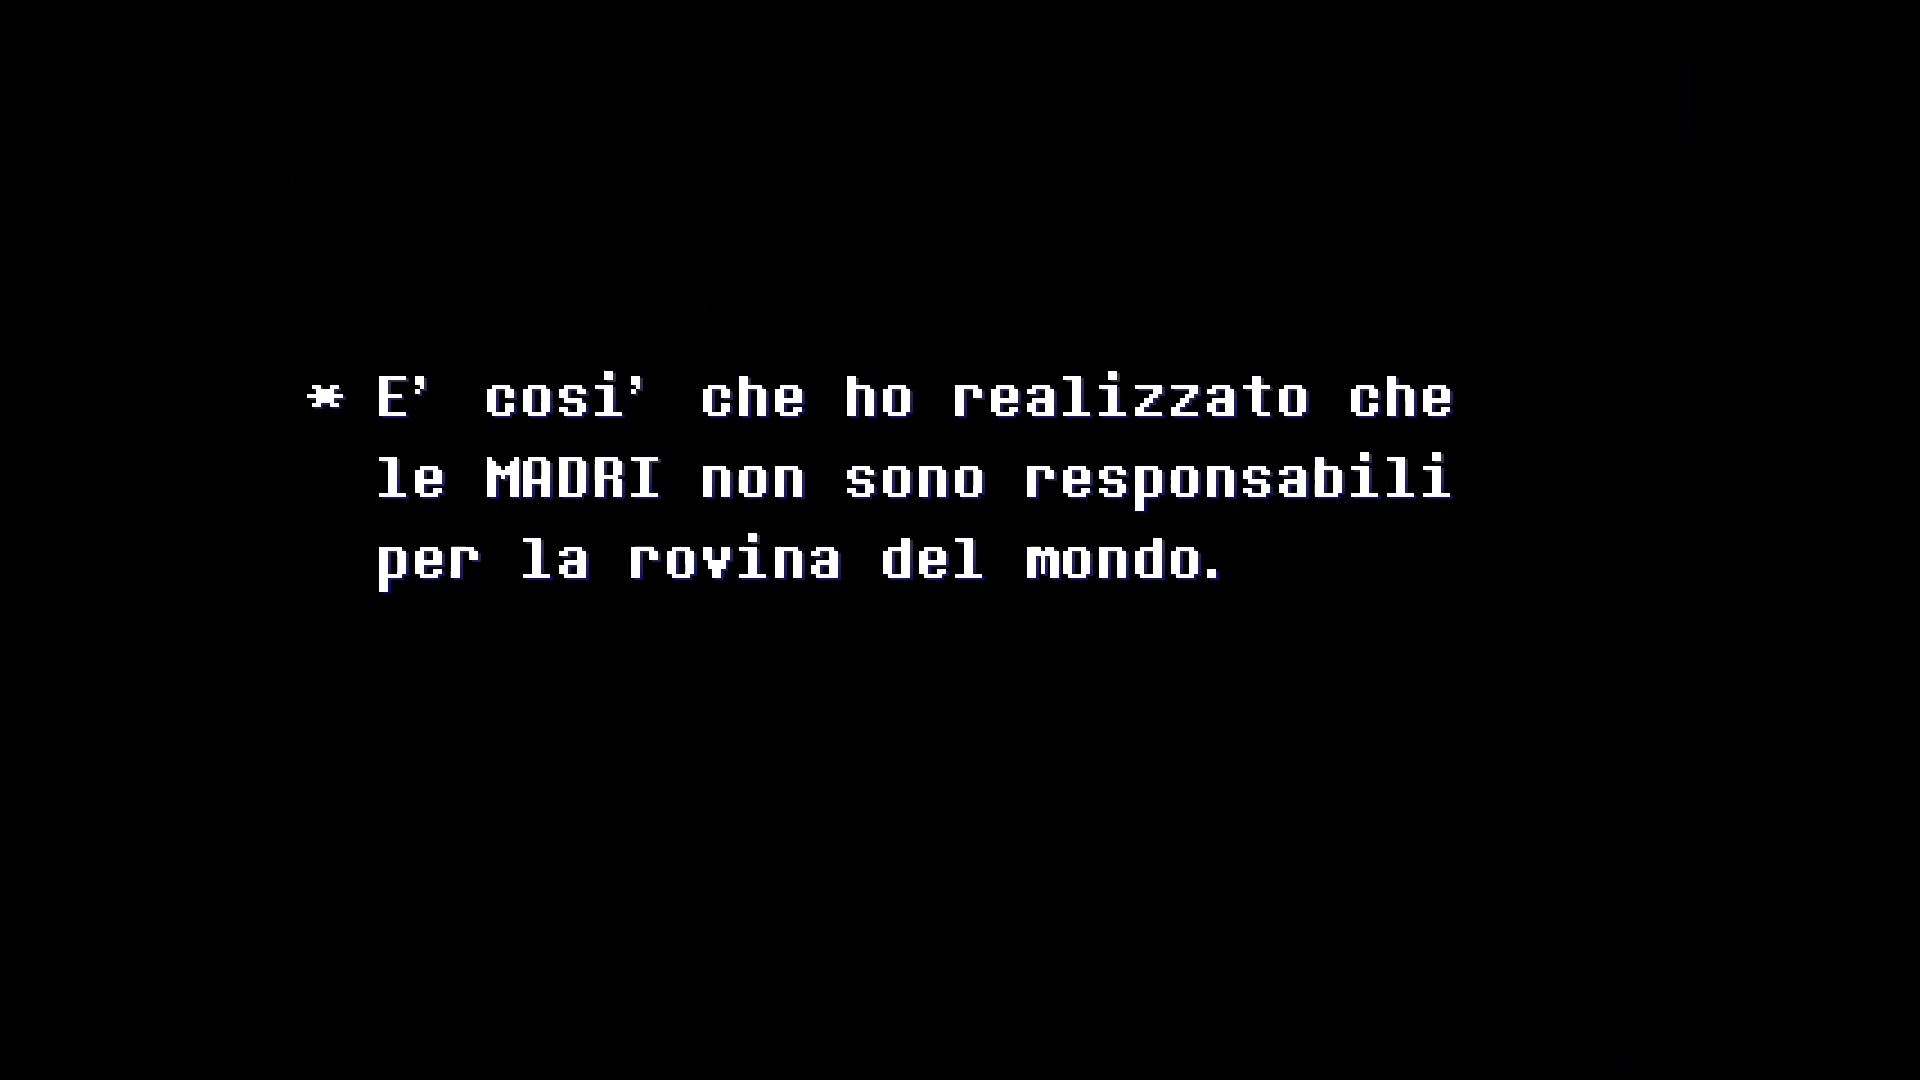 * E' cosi' che ho realizzato che
le MADRI non sono responsabili
per la rovina del mondo.